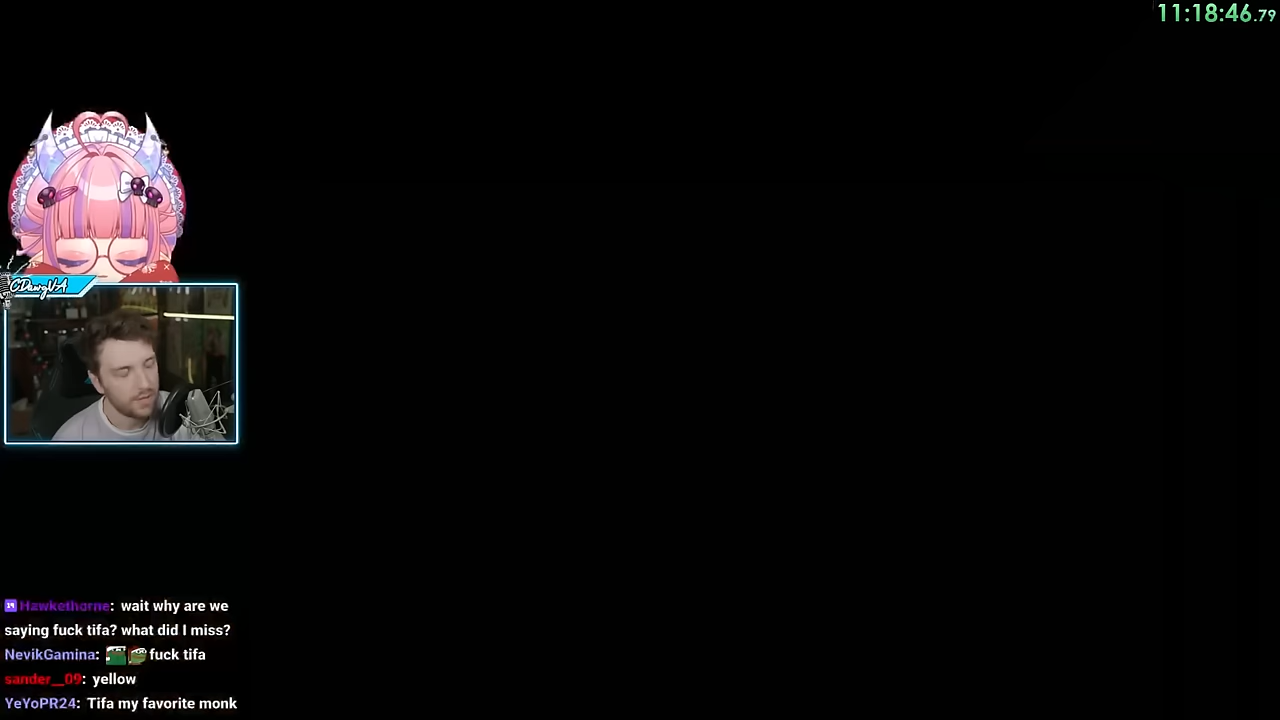 11:18:46.79
CDawgVA
Hawkethorne: wait why are we
saying fuck tifa? what did I miss?
NevikGamina: fuck tifa
sander__09: yellow
YeYoPR24: Tifa my favorite monk